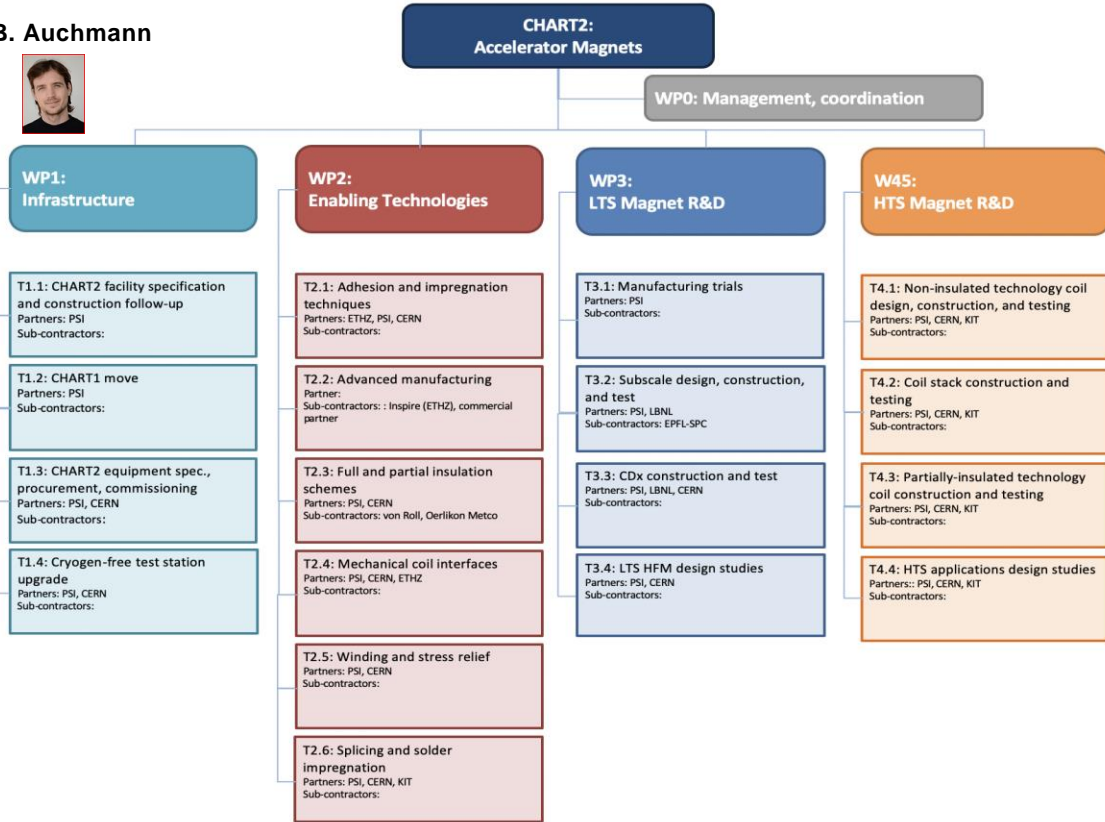 B. Auchmann
CHART2:
Accelerator Magnets
WP0: Management, coordination
WP1:
Infrastructure
T1.1: CHART2 facility specification
and construction follow-up
Partners: PSI
Sub-contractors:
T1.2: CHART1 move
Partners: PSI
Sub-contractors:
T1.3: CHART2 equipment spec.,
procurement, commissioning
Partners: PSI, CERN
Sub-contractors:
T1.4: Cryogen-free test station
upgrade
Partners: PSI, CERN
Sub-contractors:
WP2:
Enabling Technologies
T2.1: Adhesion and impregnation
techniques
Partners: ETHZ, PSI, CERN
Sub-contractors:
T2.2: Advanced manufacturing
Partner:
Sub-contractors: : Inspire (ETHZ), commercial
partner
T2.3: Full and partial insulation
schemes
Partners: PSI, CERN
Sub-contractors: von Roll, Oerlikon Metco
T2.4: Mechanical coil interfaces
Partners: PSI, CERN, ETHZ
Sub-contractors:
T2.5: Winding and stress relief
Partners: PSI, CERN
Sub-contractors:
T2.6: Splicing and solder
impregnation
Partners: PSI, CERN, KIT
Sub-contractors:
WP3:
LTS Magnet R&D
T3.1: Manufacturing trials
Partners: PSI
Sub-contractors:
T3.2: Subscale design, construction,
and test
Partners: PSI, LBNL
Sub-contractors: EPFL-SPC
T3.3: CDx construction and test
Partners: PSI, LBNL, CERN
Sub-contractors:
T3.4: LTS HFM design studies
Partners: PSI, CERN
Sub-contractors:
W45:
HTS Magnet R&D
T4.1: Non-insulated technology coil
design, construction, and testing
Partners: PSI, CERN, KIT
Sub-contractors:
T4.2: Coil stack construction and
testing
Partners: PSI, CERN, KIT
Sub-contractors:
T4.3: Partially-insulated technology
coil construction and testing
Partners: PSI, CERN, KIT
Sub-contractors:
T4.4: HTS applications design studies
Partners:: PSI, CERN, KIT
Sub-contractors: